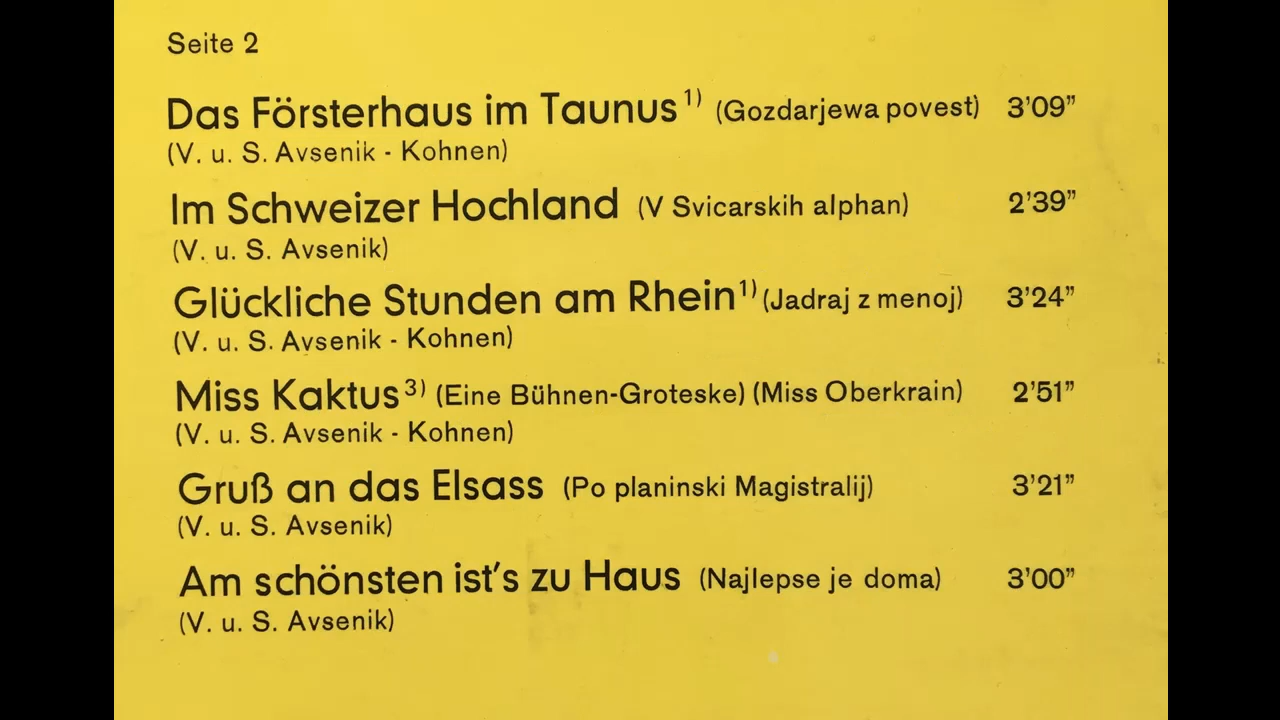 Seite 2
Das Försterhaus im Taunus 1) (Gozdarjewa povest) 3'09”
(V. u. S. Avsenik - Kohnen)
Im Schweizer Hochland (V Svicarskih alphan) 2'39”
(V. u. S. Avsenik)
Glückliche Stunden am Rhein 1) (Jadraj z menoj) 3'24”
(V. u. S. Avsenik - Kohnen)
Miss Kaktus 3) (Eine Bühnen-Groteske) (Miss Oberkrain) 2'51”
(V. u. S. Avsenik - Kohnen)
Gruß an das Elsass (Po planinski Magistralij) 3'21”
(V. u. S. Avsenik)
Am schönsten ist's zu Haus (Najlepse je doma) 3'00”
(V. u. S. Avsenik)